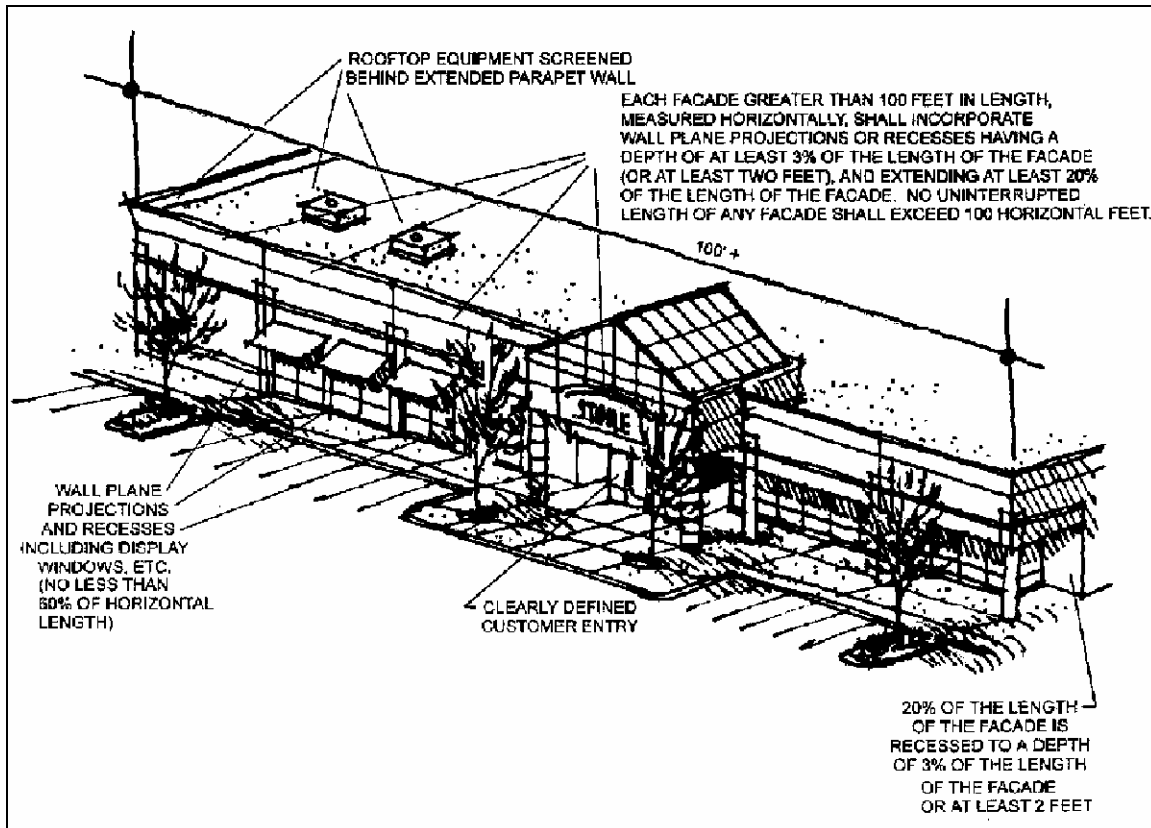 ROOFTOP EQUIPMENT SCREENED
BEHIND EXTENDED PARAPET WALL
EACH FACADE GREATER THAN 100 FEET IN LENGTH,
MEASURED HORIZONTALLY, SHALL INCORPORATE
WALL PLANE PROJECTIONS OR RECESSES HAVING A
DEPTH OF AT LEAST 3% OF THE LENGTH OF THE FACADE
(OR AT LEAST TWO FEET), AND EXTENDING AT LEAST 20%
OF THE LENGTH OF THE FACADE. NO UNINTERRUPTED
LENGTH OF ANY FACADE SHALL EXCEED 100 HORIZONTAL FEET.
100'+
STORE
WALL PLANE
PROJECTIONS
AND RECESSES
INCLUDING DISPLAY
WINDOWS, ETC.
(NO LESS THAN
60% OF HORIZONTAL
LENGTH)
CLEARLY DEFINED
CUSTOMER ENTRY
20% OF THE LENGTH
OF THE FACADE IS
RECESSED TO A DEPTH
OF 3% OF THE LENGTH
OF THE FACADE
OR AT LEAST 2 FEET